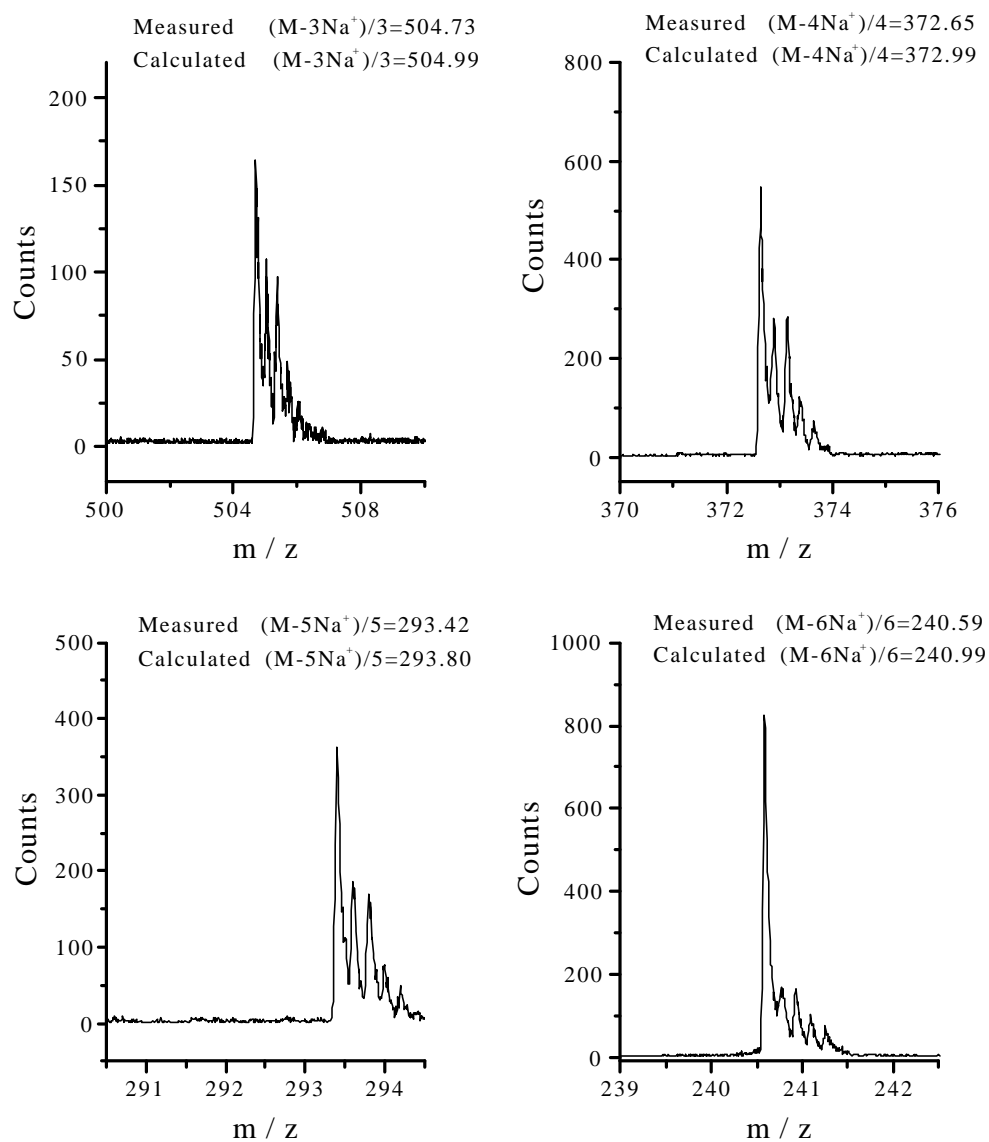 Measured (M-3Na⁺)/3=504.73
Calculated (M-3Na⁺)/3=504.99
200
150
100
50
0
Counts
500 504 508
m / z
Measured (M-4Na⁺)/4=372.65
Calculated (M-4Na⁺)/4=372.99
800
600
400
200
0
Counts
370 372 374 376
m / z
Measured (M-5Na⁺)/5=293.42
Calculated (M-5Na⁺)/5=293.80
500
400
300
200
100
0
Counts
291 292 293 294
m / z
Measured (M-6Na⁺)/6=240.59
Calculated (M-6Na⁺)/6=240.99
1000
800
600
400
200
0
Counts
239 240 241 242
m / z